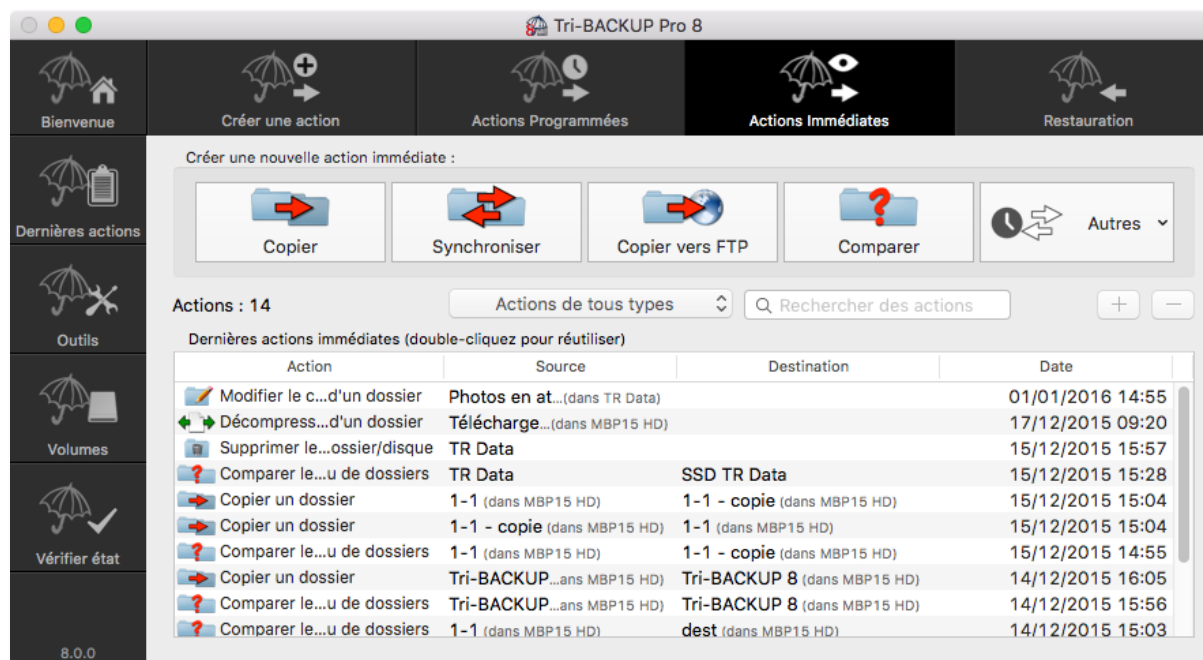 Tri-BACKUP Pro 8
Bienvenue
Créer une action
Actions Programmées
Actions Immédiates
Restauration
Dernières actions
Outils
Volumes
Vérifier état
8.0.0
Créer une nouvelle action immédiate :
Copier
Synchroniser
Copier vers FTP
Comparer
Autres
Actions : 14
Actions de tous types
Rechercher des actions
Dernières actions immédiates (double-cliquez pour réutiliser)
Action Source Destination Date
Modifier le c...d'un dossier Photos en at...(dans TR Data) 01/01/2016 14:55
Décompress...d'un dossier Télécharge...(dans MBP15 HD) 17/12/2015 09:20
Supprimer le...ossier/disque TR Data 15/12/2015 15:57
Comparer le...u de dossiers TR Data SSD TR Data 15/12/2015 15:28
Copier un dossier 1-1 (dans MBP15 HD) 1-1 - copie (dans MBP15 HD) 15/12/2015 15:04
Copier un dossier 1-1 - copie (dans MBP15 HD) 1-1 (dans MBP15 HD) 15/12/2015 15:04
Comparer le...u de dossiers 1-1 (dans MBP15 HD) 1-1 - copie (dans MBP15 HD) 15/12/2015 14:55
Copier un dossier Tri-BACKUP...ans MBP15 HD) Tri-BACKUP 8 (dans MBP15 HD) 14/12/2015 16:05
Comparer le...u de dossiers Tri-BACKUP...ans MBP15 HD) Tri-BACKUP 8 (dans MBP15 HD) 14/12/2015 15:56
Comparer le...u de dossiers 1-1 (dans MBP15 HD) dest (dans MBP15 HD) 14/12/2015 15:03